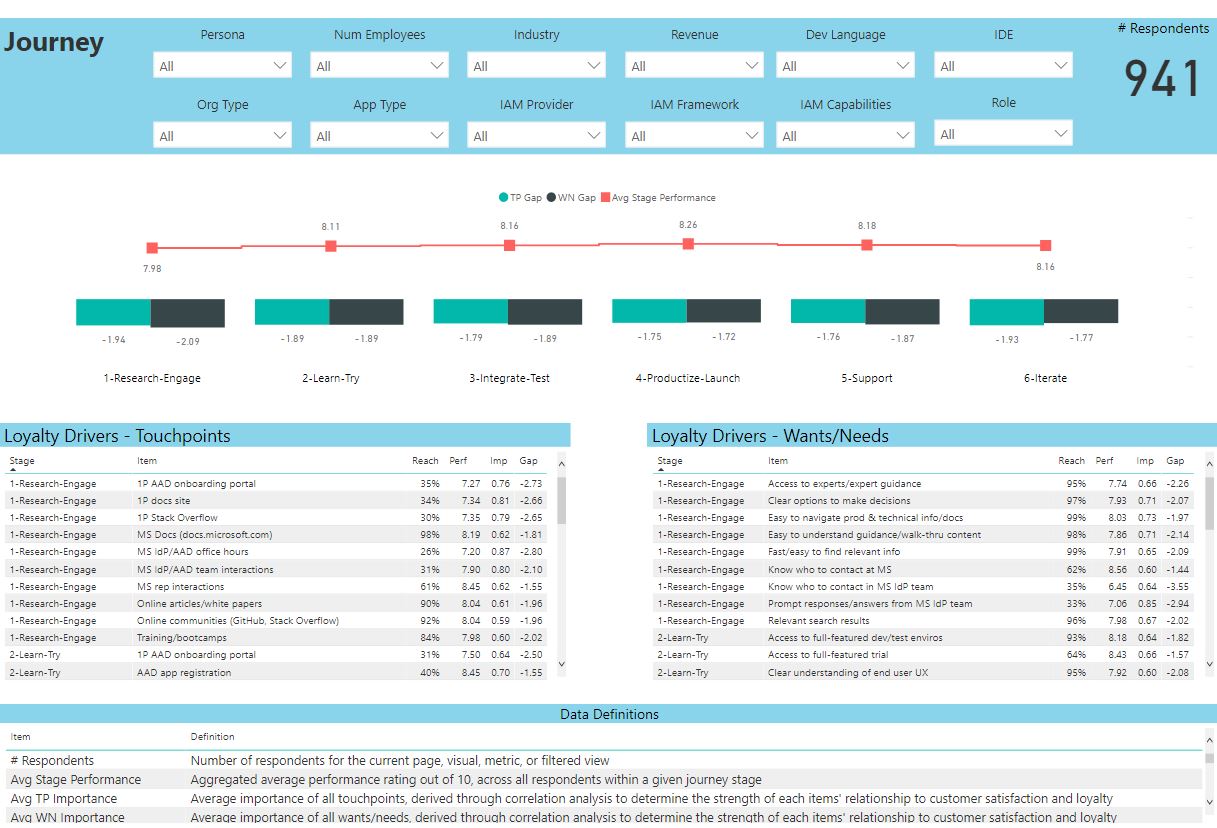 Journey
Persona Num Employees Industry Revenue Dev Language IDE # Respondents
All All All All All All 941
Org Type App Type IAM Provider IAM Framework IAM Capabilities Role
All All All All All All
TP Gap WN Gap Avg Stage Performance
7.98 8.11 8.16 8.26 8.18 8.16
-1.94 -2.09 -1.89 -1.89 -1.79 -1.89 -1.75 -1.72 -1.76 -1.87 -1.93 -1.77
1-Research-Engage 2-Learn-Try 3-Integrate-Test 4-Productize-Launch 5-Support 6-Iterate
Loyalty Drivers - Touchpoints
Stage Item Reach Perf Imp Gap
1-Research-Engage 1P AAD onboarding portal 35% 7.27 0.76 -2.73
1-Research-Engage 1P docs site 34% 7.34 0.81 -2.66
1-Research-Engage 1P Stack Overflow 30% 7.35 0.79 -2.65
1-Research-Engage MS Docs (docs.microsoft.com) 98% 8.19 0.62 -1.81
1-Research-Engage MS IdP/AAD office hours 26% 7.20 0.87 -2.80
1-Research-Engage MS IdP/AAD team interactions 31% 7.90 0.80 -2.10
1-Research-Engage MS rep interactions 61% 8.45 0.62 -1.55
1-Research-Engage Online articles/white papers 90% 8.04 0.61 -1.96
1-Research-Engage Online communities (GitHub, Stack Overflow) 92% 8.04 0.59 -1.96
1-Research-Engage Training/bootcamps 84% 7.98 0.60 -2.02
2-Learn-Try 1P AAD onboarding portal 31% 7.50 0.64 -2.50
2-Learn-Try AAD app registration 40% 8.45 0.70 -1.55
Loyalty Drivers - Wants/Needs
Stage Item Reach Perf Imp Gap
1-Research-Engage Access to experts/expert guidance 95% 7.74 0.66 -2.26
1-Research-Engage Clear options to make decisions 97% 7.93 0.71 -2.07
1-Research-Engage Easy to navigate prod & technical info/docs 99% 8.03 0.73 -1.97
1-Research-Engage Easy to understand guidance/walk-thru content 98% 7.86 0.71 -2.14
1-Research-Engage Fast/easy to find relevant info 99% 7.91 0.65 -2.09
1-Research-Engage Know who to contact at MS 62% 8.56 0.60 -1.44
1-Research-Engage Know who to contact in MS IdP team 35% 6.45 0.64 -3.55
1-Research-Engage Prompt responses/answers from MS IdP team 33% 7.06 0.85 -2.94
1-Research-Engage Relevant search results 96% 7.98 0.67 -2.02
2-Learn-Try Access to full-featured dev/test enviros 93% 8.18 0.64 -1.82
2-Learn-Try Access to full-featured trial 64% 8.43 0.66 -1.57
2-Learn-Try Clear understanding of end user UX 95% 7.92 0.60 -2.08
Data Definitions
Item Definition
# Respondents Number of respondents for the current page, visual, metric, or filtered view
Avg Stage Performance Aggregated average performance rating out of 10, across all respondents within a given journey stage
Avg TP Importance Average importance of all touchpoints, derived through correlation analysis to determine the strength of each items' relationship to customer satisfaction and loyalty
Avg WN Importance Average importance of all wants/needs, derived through correlation analysis to determine the strength of each items' relationship to customer satisfaction and loyalty